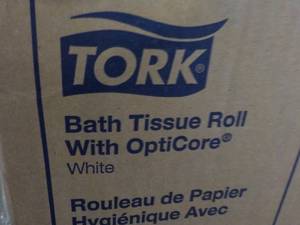 TORK®
Bath Tissue Roll
With OptiCore®
White
Rouleau de Papier
Hygiénique Avec